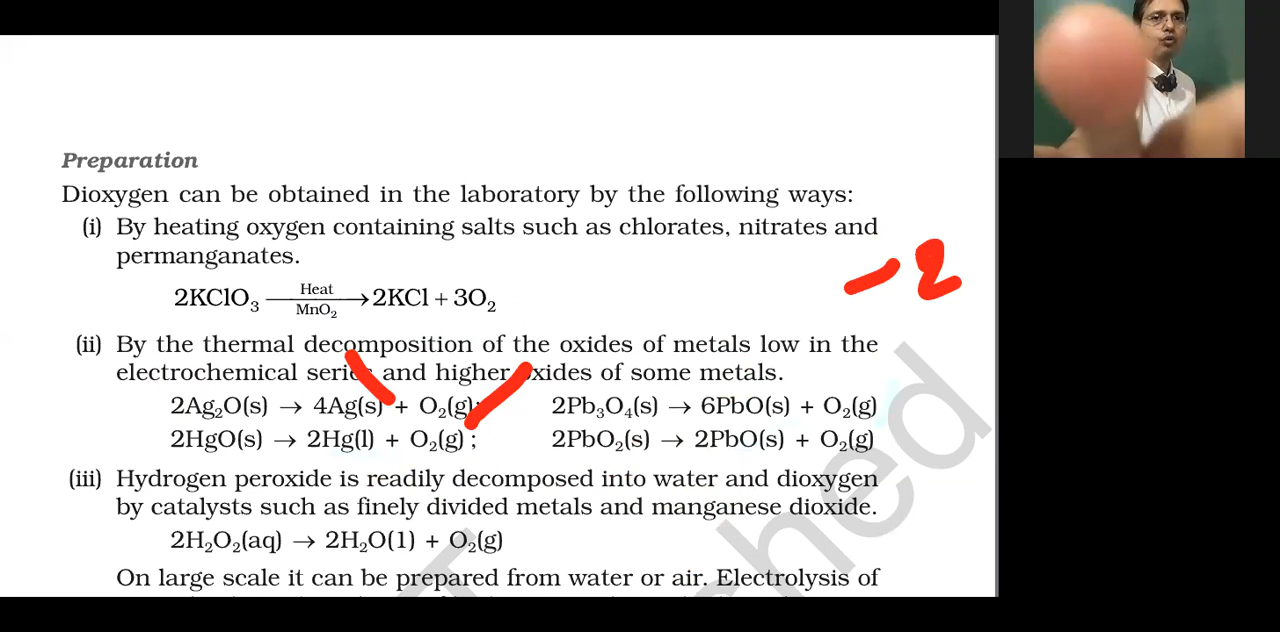 Preparation
Dioxygen can be obtained in the laboratory by the following ways:
(i) By heating oxygen containing salts such as chlorates, nitrates and
permanganates.
2KClO₃ —Heat/MnO₂→ 2KCl + 3O₂
-2
(ii) By the thermal decomposition of the oxides of metals low in the
electrochemical series and higher oxides of some metals.
2Ag₂O(s) → 4Ag(s) + O₂(g); 2Pb₃O₄(s) → 6PbO(s) + O₂(g)
2HgO(s) → 2Hg(l) + O₂(g) ; 2PbO₂(s) → 2PbO(s) + O₂(g)
(iii) Hydrogen peroxide is readily decomposed into water and dioxygen
by catalysts such as finely divided metals and manganese dioxide.
2H₂O₂(aq) → 2H₂O(1) + O₂(g)
On large scale it can be prepared from water or air. Electrolysis of